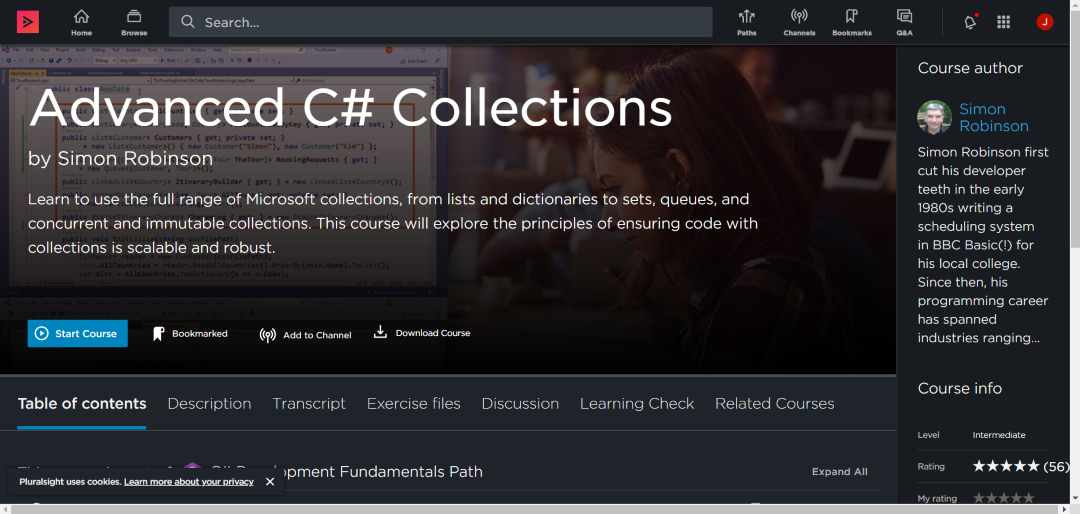 Home
Browse
Search...
Paths
Channels
Bookmarks
Q&A
J
Advanced C# Collections
by Simon Robinson
Learn to use the full range of Microsoft collections, from lists and dictionaries to sets, queues, and
concurrent and immutable collections. This course will explore the principles of ensuring code with
collections is scalable and robust.
Start Course
Bookmarked
Add to Channel
Download Course
Course author
Simon
Robinson
Simon Robinson first
cut his developer
teeth in the early
1980s writing a
scheduling system
in BBC Basic(!) for
his local college.
Since then, his
programming career
has spanned
industries ranging...
Course info
Level Intermediate
Rating (56)
My rating
Table of contents
Description
Transcript
Exercise files
Discussion
Learning Check
Related Courses
Development Fundamentals Path
Expand All
Pluralsight uses cookies. Learn more about your privacy